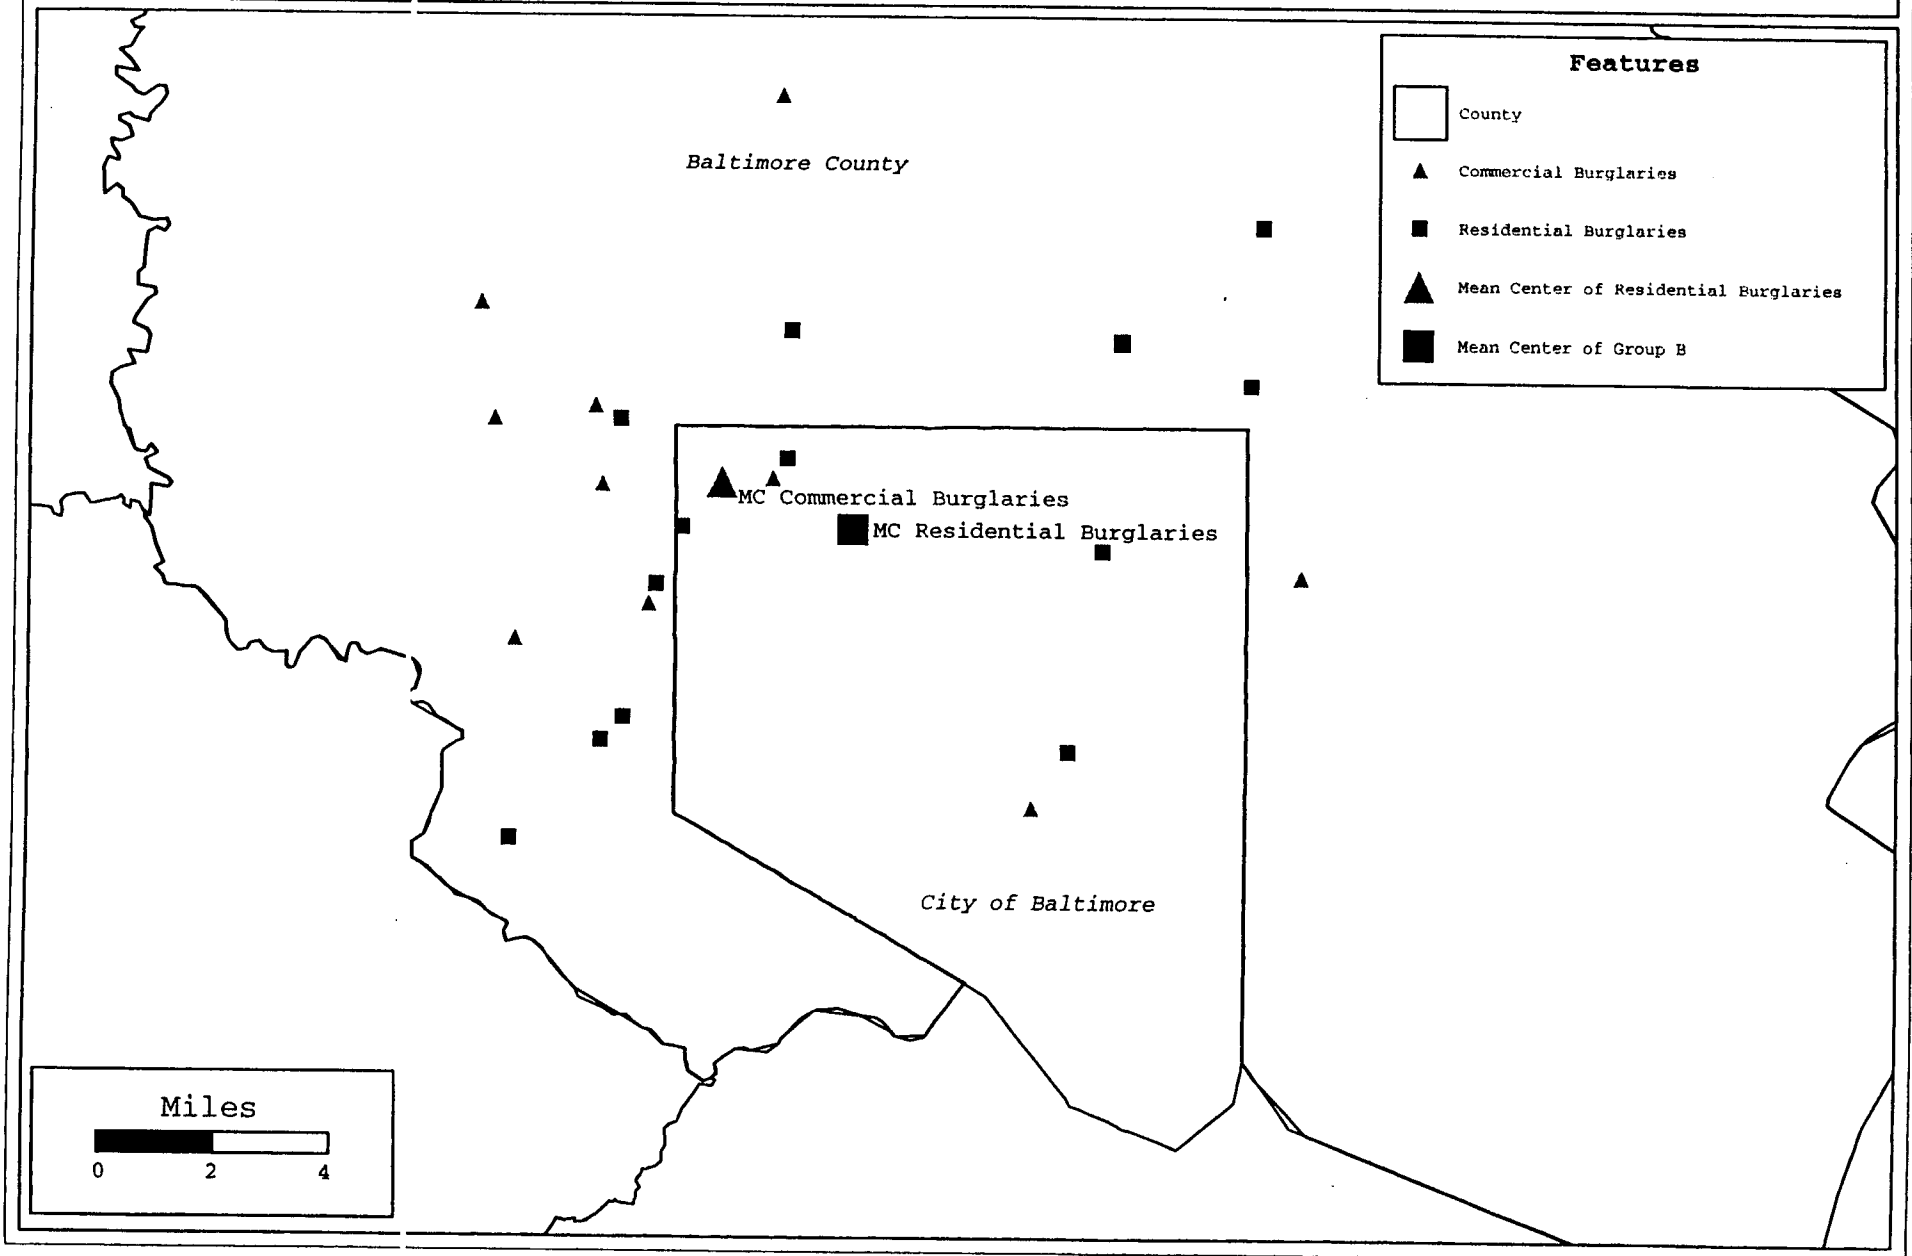 Features
County
Commercial Burglaries
Residential Burglaries
Mean Center of Residential Burglaries
Mean Center of Group B
Baltimore County
MC Commercial Burglaries
MC Residential Burglaries
City of Baltimore
Miles
0 2 4